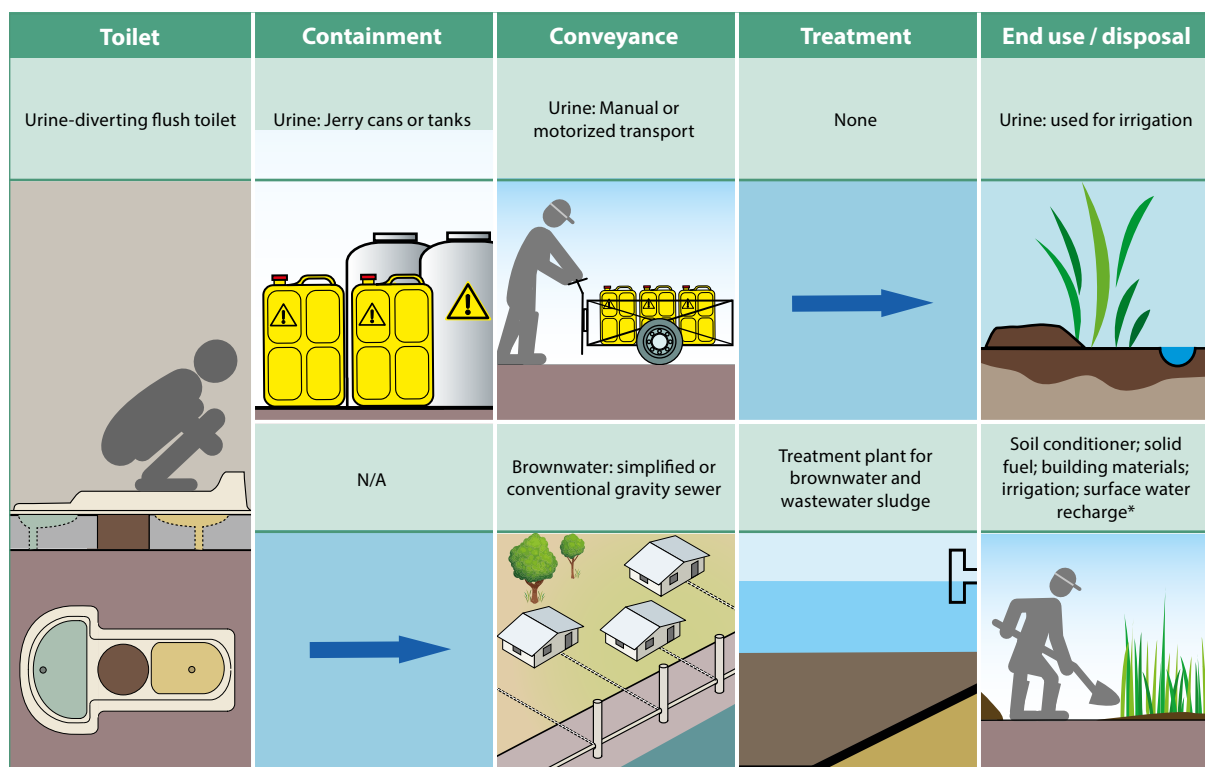 Toilet
Containment
Conveyance
Treatment
End use / disposal
Urine-diverting flush toilet
Urine: Jerry cans or tanks
Urine: Manual or
motorized transport
None
Urine: used for irrigation
N/A
Brownwater: simplified or
conventional gravity sewer
Treatment plant for
brownwater and
wastewater sludge
Soil conditioner; solid
fuel; building materials;
irrigation; surface water
recharge*